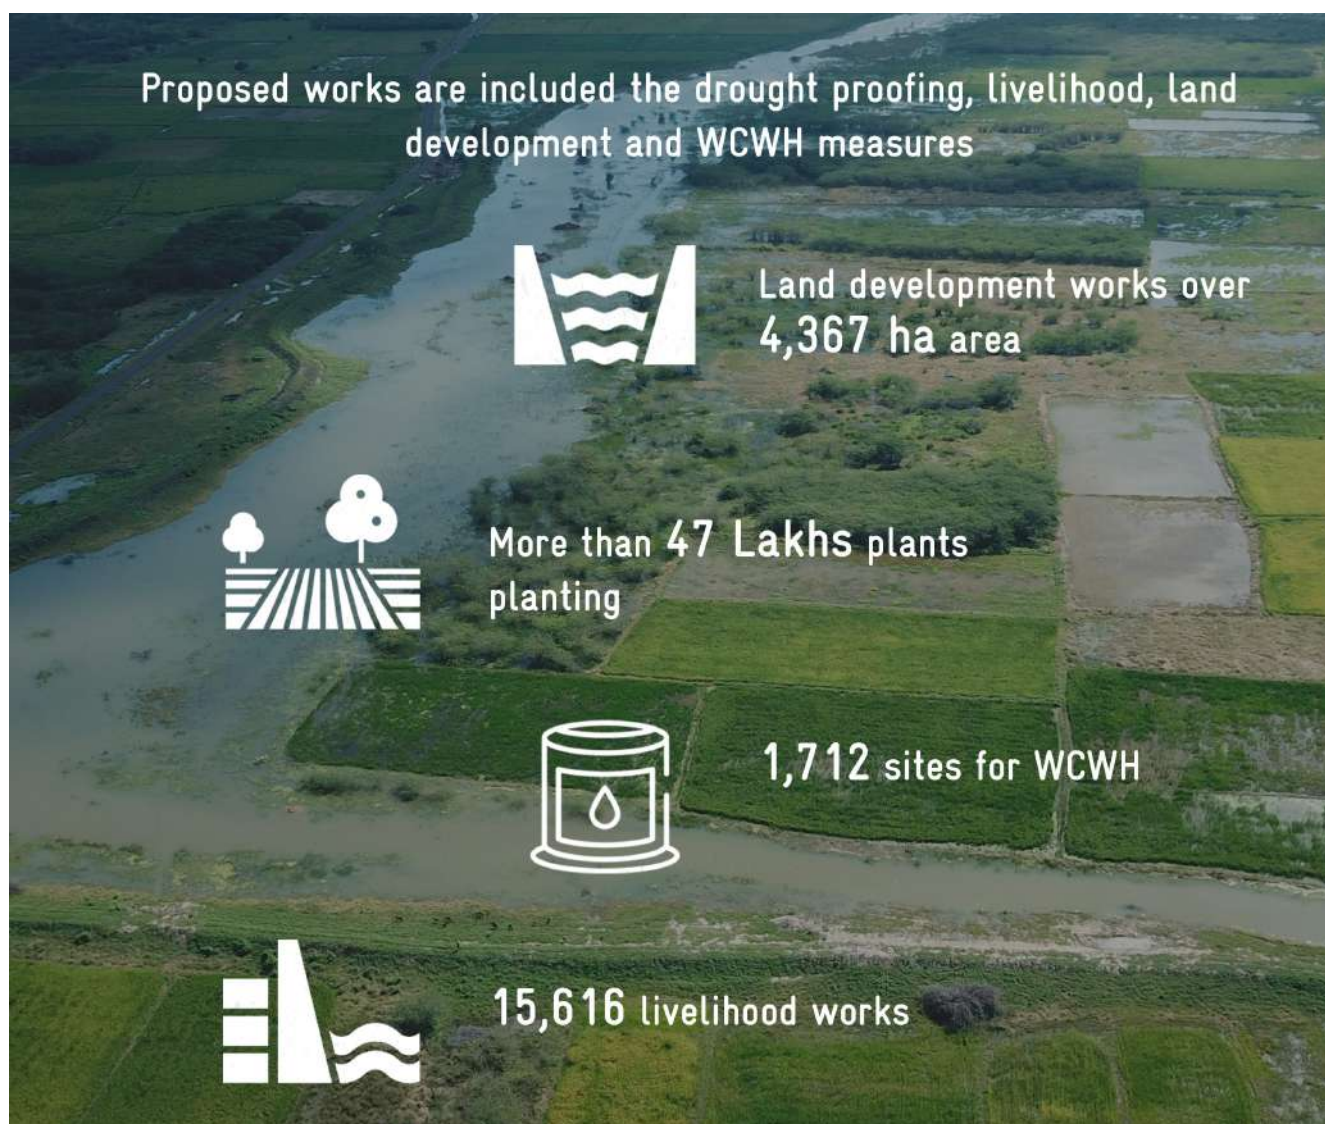 Proposed works are included the drought proofing, livelihood, land
development and WCWH measures
Land development works over
4,367 ha area
More than 47 Lakhs plants
planting
1,712 sites for WCWH
15,616 livelihood works